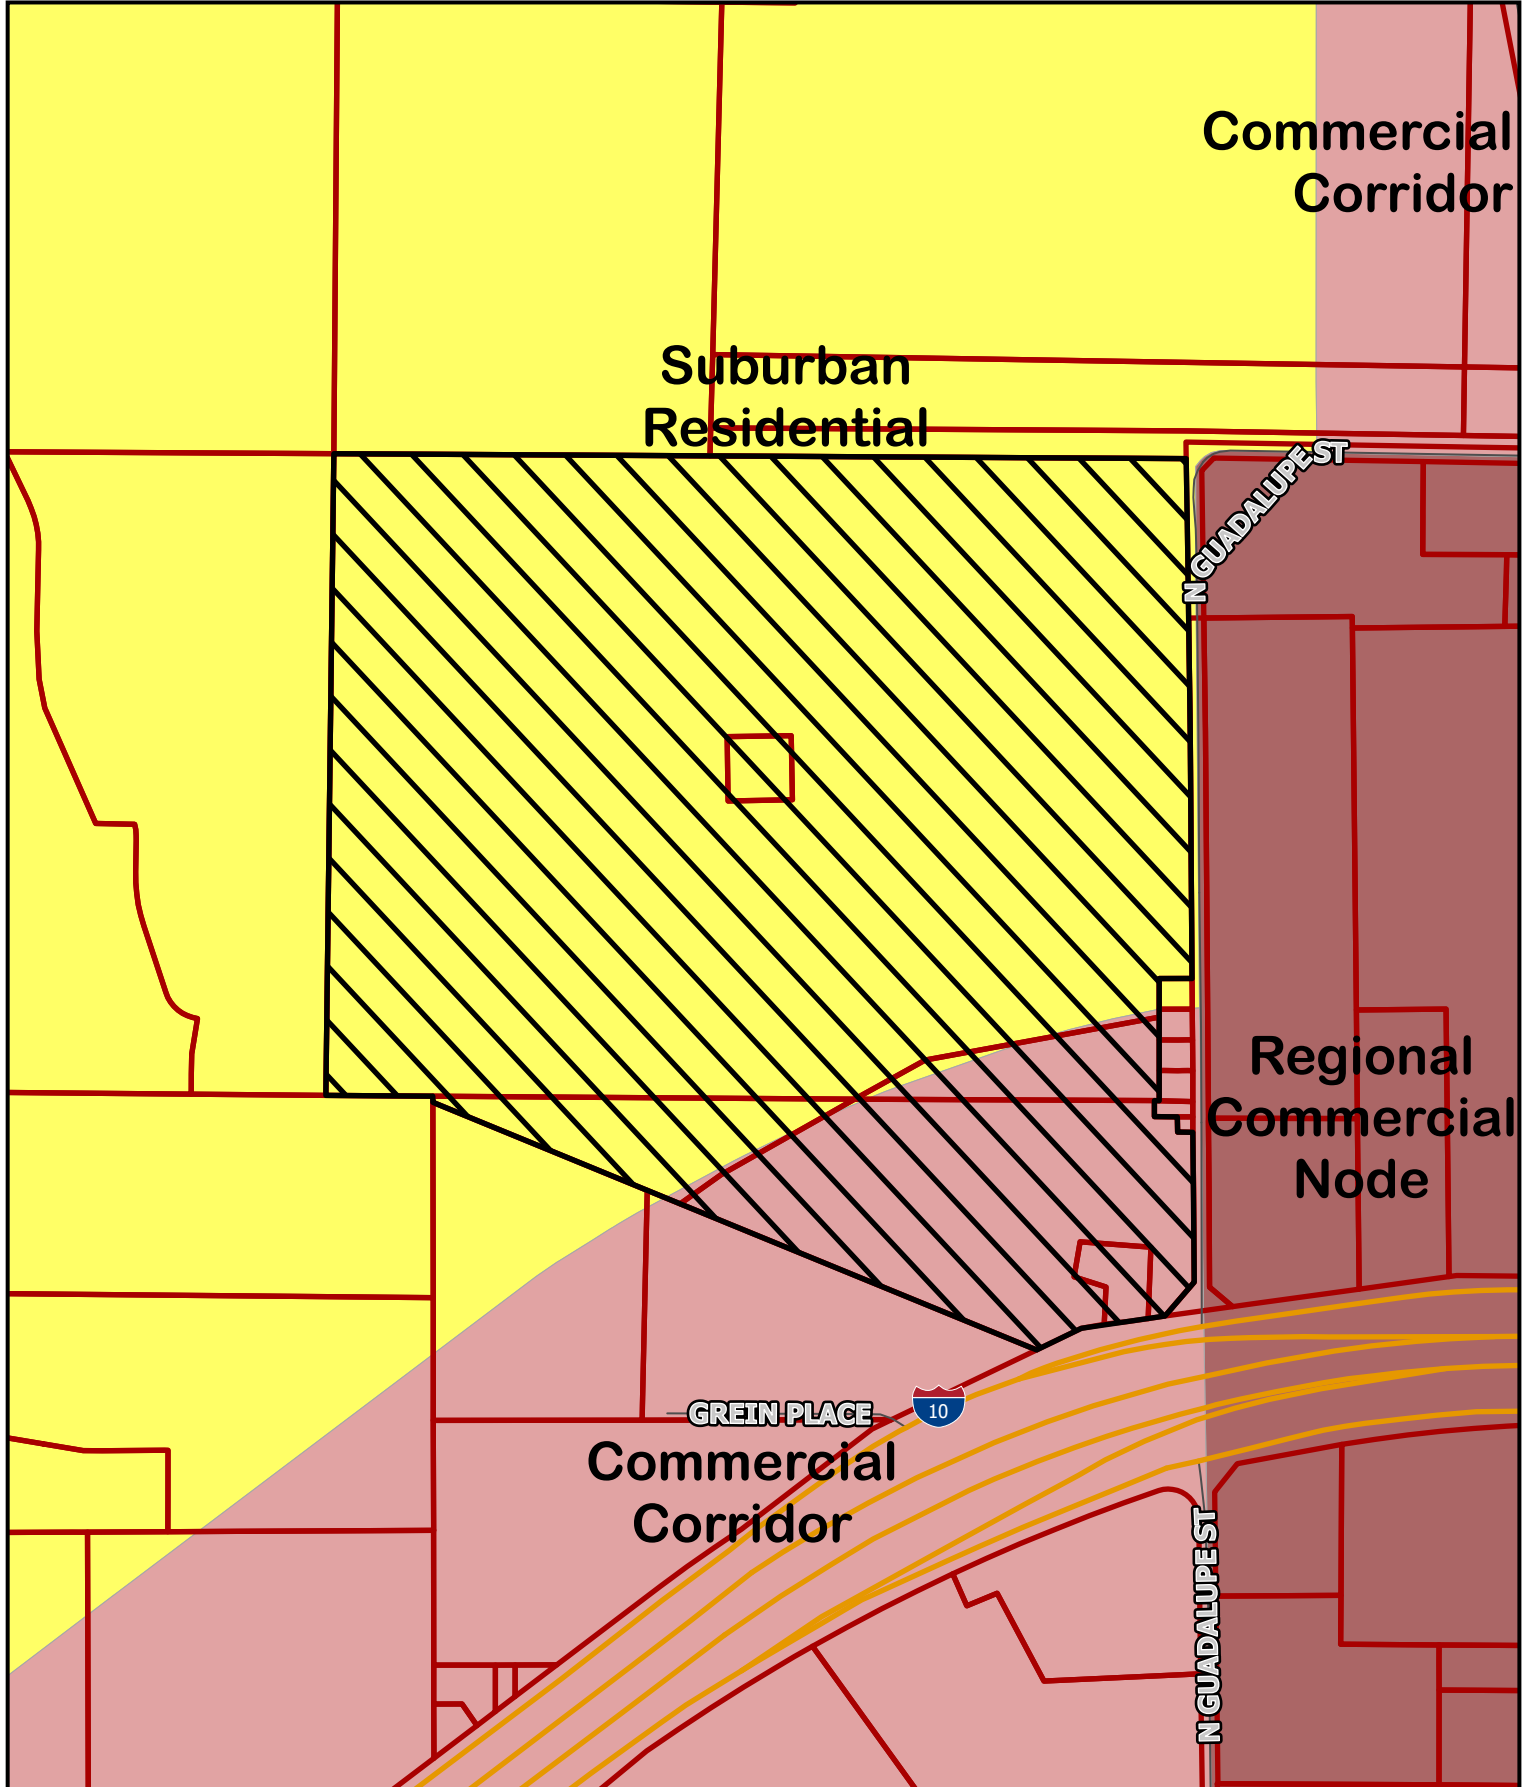 Commercial
Corridor
Suburban
Residential
N GUADALUPE ST
Regional
Commercial
Node
GREIN PLACE
10
Commercial
Corridor
N GUADALUPE ST